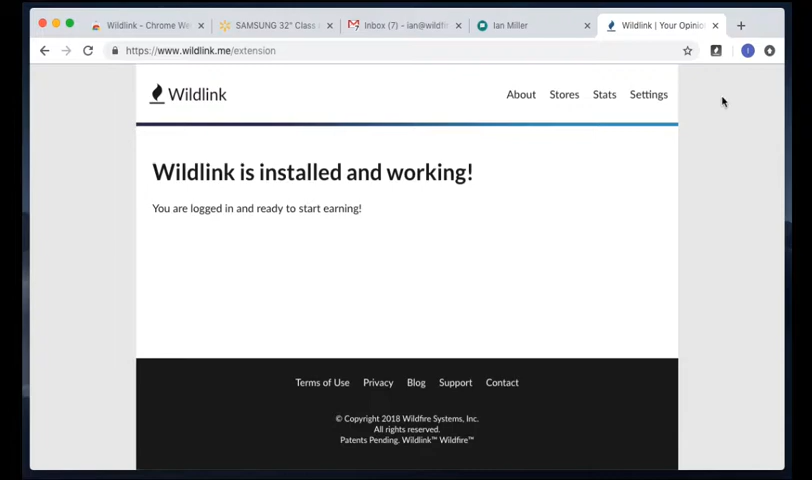 Wildlink - Chrome We
SAMSUNG 32" Class
Inbox (7) - ian@wildfi
Ian Miller
Wildlink | Your Opinio
https://www.wildlink.me/extension
Wildlink
About
Stores
Stats
Settings
Wildlink is installed and working!
You are logged in and ready to start earning!
Terms of Use
Privacy
Blog
Support
Contact
© Copyright 2018 Wildfire Systems, Inc.
All rights reserved.
Patents Pending. Wildlink™ Wildfire™